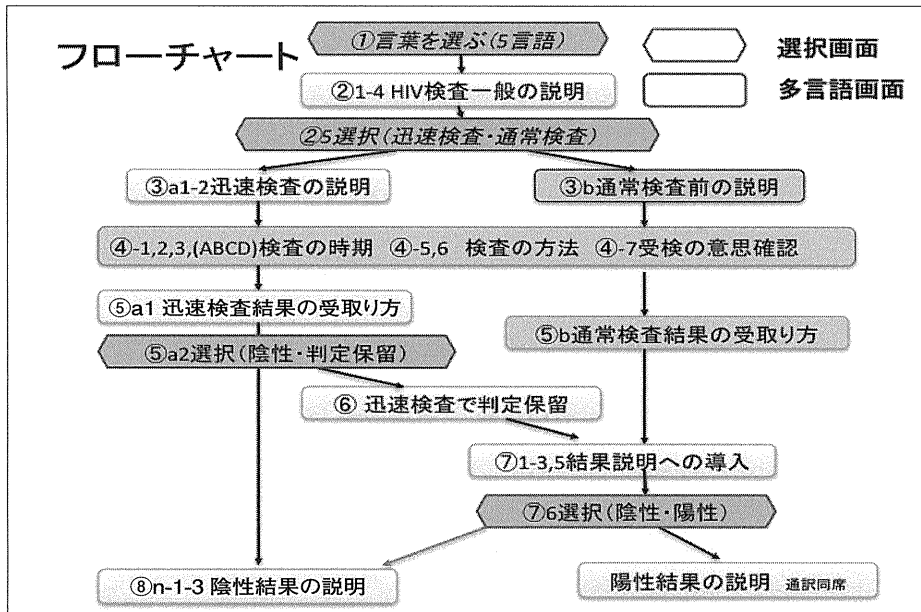 フローチャート
①言葉を選ぶ(5言語)
選択画面
多言語画面
②1-4 HIV検査一般の説明
②5選択(迅速検査・通常検査)
③a1-2迅速検査の説明
③b通常検査前の説明
④-1,2,3,(ABCD)検査の時期 ④-5,6 検査の方法 ④-7受検の意思確認
⑤a1 迅速検査結果の受取り方
⑤b通常検査結果の受取り方
⑤a2選択(陰性・判定保留)
⑥ 迅速検査で判定保留
⑦1-3,5結果説明への導入
⑦6選択(陰性・陽性)
⑧n-1-3 陰性結果の説明
陽性結果の説明 通訳同席